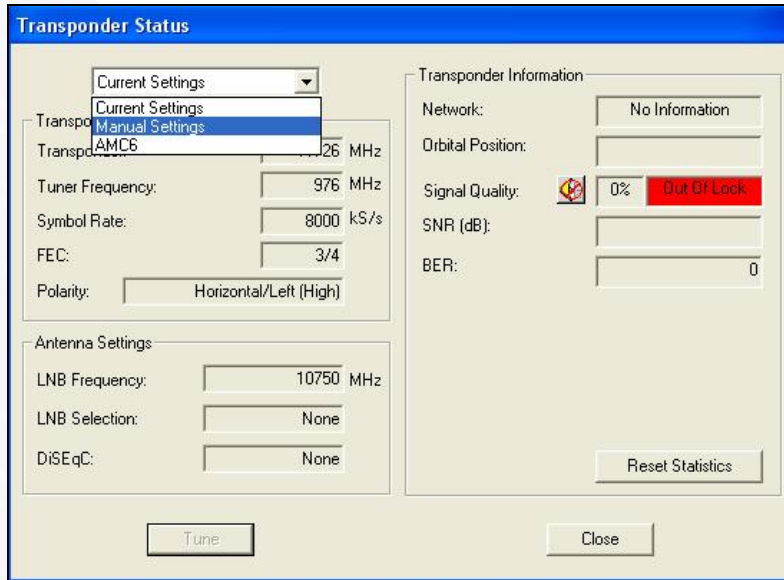 Transponder Status
Current Settings
Current Settings
Manual Settings
AMC6
Tuner Frequency: 976 MHz
Symbol Rate: 8000 kS/s
FEC: 3/4
Polarity: Horizontal/Left (High)
Antenna Settings
LNB Frequency: 10750 MHz
LNB Selection: None
DiSEqC: None
Tune
Transponder Information
Network: No Information
Orbital Position:
Signal Quality: 0% Out Of Lock
SNR (dB):
BER: 0
Reset Statistics
Close